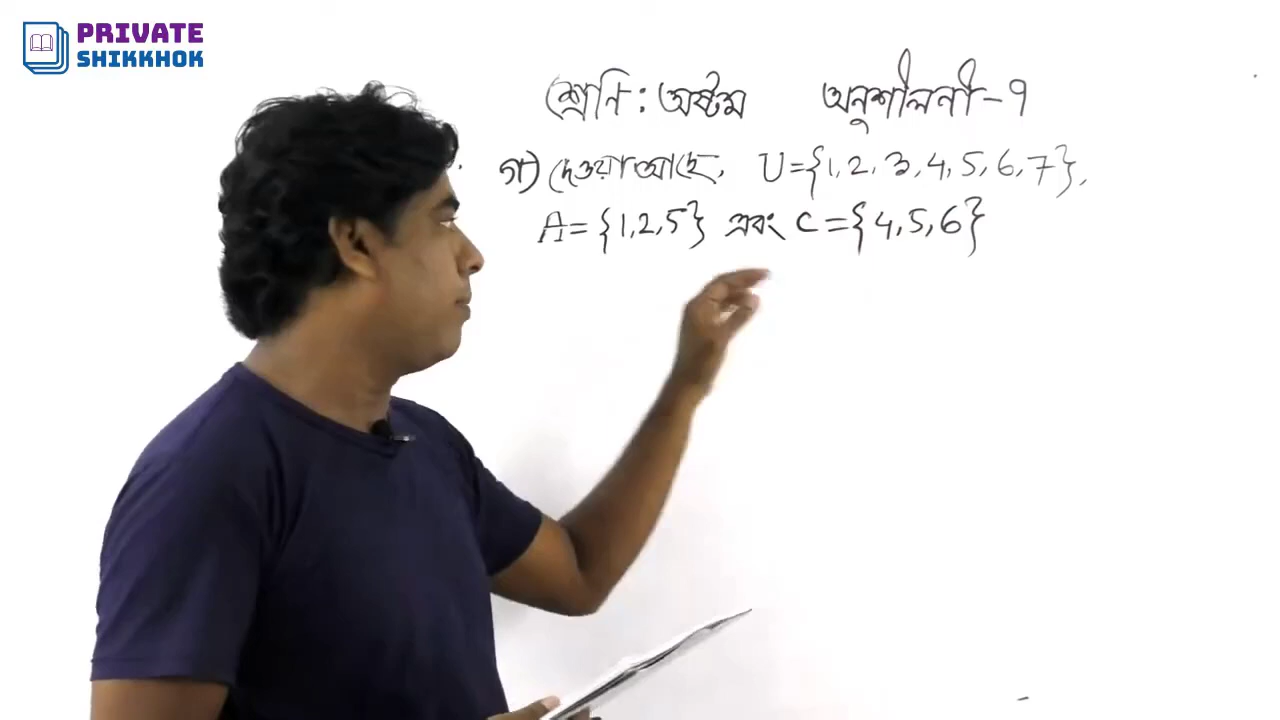 PRIVATE
SHIKKHOK
শ্রেনি : অষ্টম অনুশীলনী-৭
গ) দেওয়া আছে, U={1,2,3,4,5,6,7},
A={1,2,5} এবং C={4,5,6}